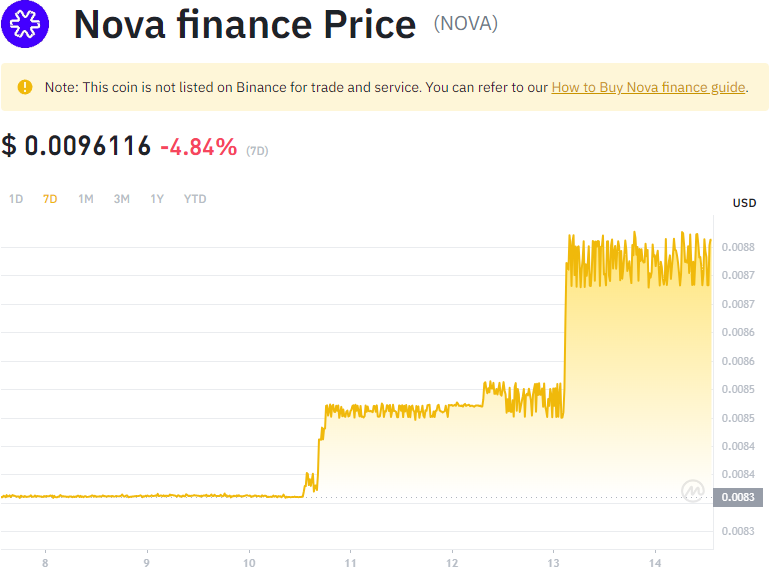 Nova finance Price (NOVA)
Note: This coin is not listed on Binance for trade and service. You can refer to our How to Buy Nova finance guide.
$ 0.0096116 -4.84% (7D)
1D 7D 1M 3M 1Y YTD
USD
0.0088
0.0087
0.0087
0.0086
0.0086
0.0085
0.0085
0.0084
0.0084
0.0083
0.0083
8 9 10 11 12 13 14